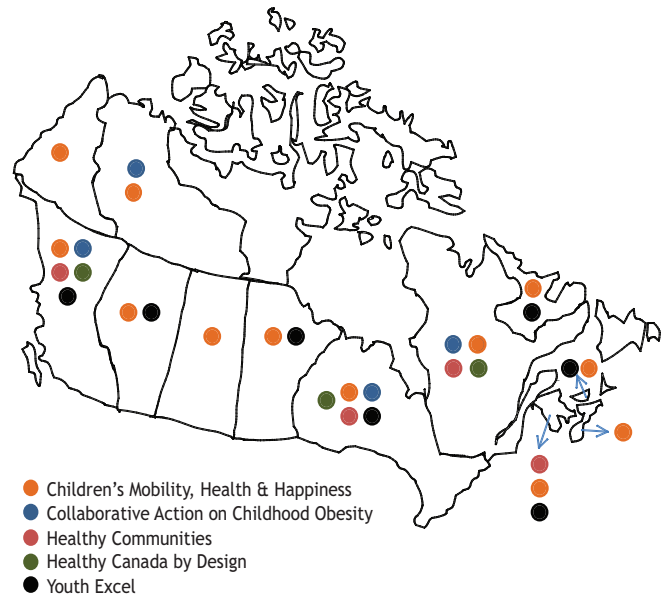 Children's Mobility, Health & Happiness
Collaborative Action on Childhood Obesity
Healthy Communities
Healthy Canada by Design
Youth Excel